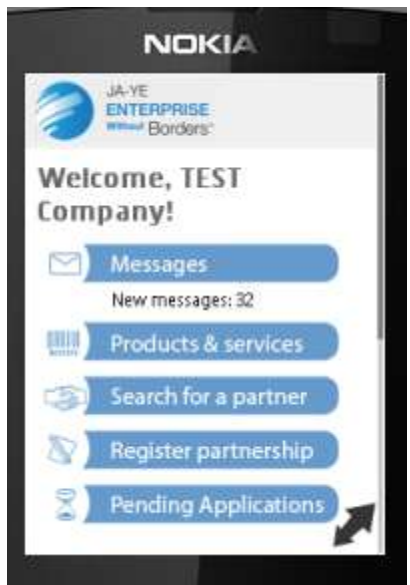 NOKIA
JA-YE
ENTERPRISE
Without Borders
Welcome, TEST
Company!
Messages
New messages: 32
Products & services
Search for a partner
Register partnership
Pending Applications